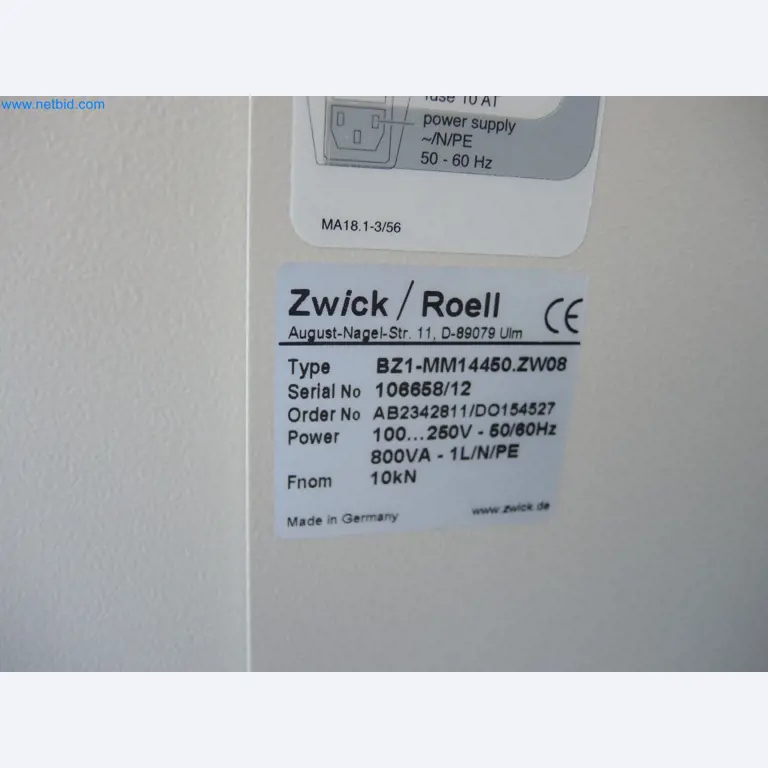 www.netbid.com
fuse 10 AT
power supply
~/N/PE
50 - 60 Hz
MA18.1-3/56
Zwick / Roell CE
August-Nagel-Str. 11, D-89079 Ulm
Type BZ1-MM14450.ZW08
Serial No 106658/12
Order No AB2342811/DO154527
Power 100...250V - 50/60Hz
800VA - 1L/N/PE
Fnom 10kN
Made in Germany www.zwick.de